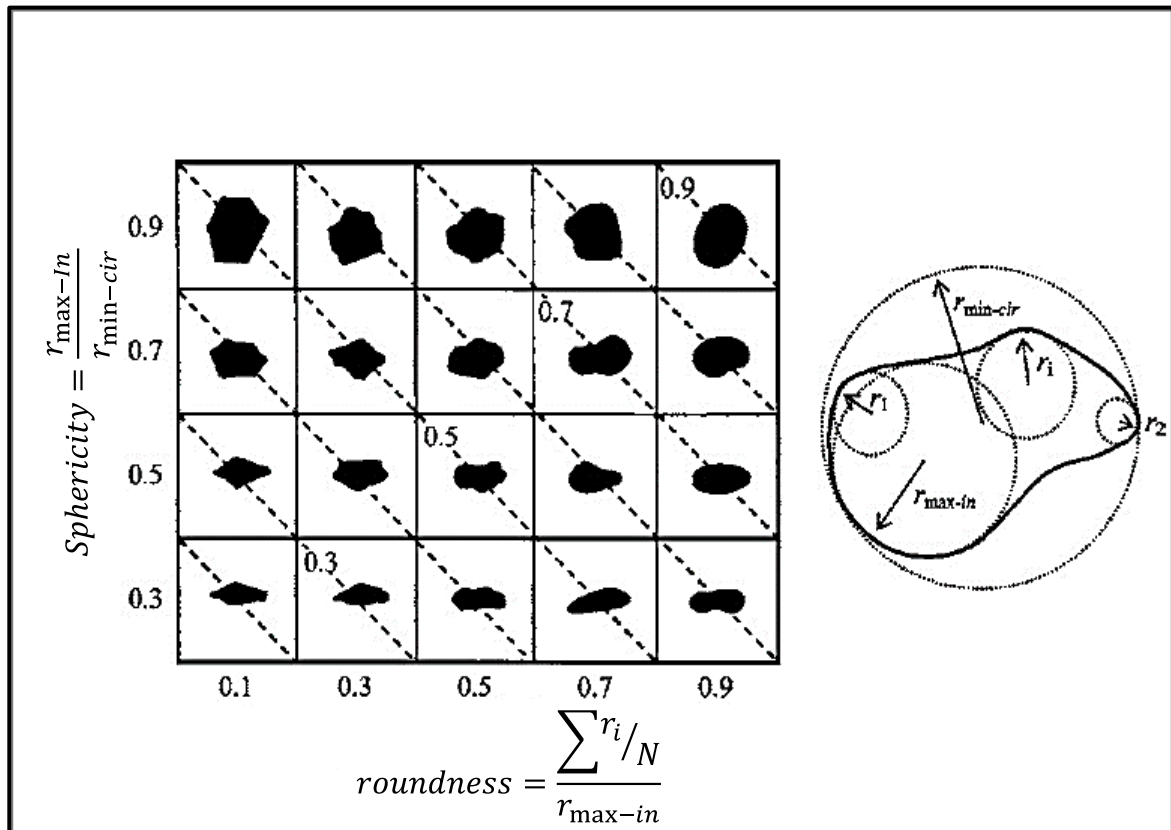 0.9
0.9
0.7
0.7
0.5
0.5
0.3
0.3
0.1 0.3 0.5 0.7 0.9
Sphericity = r_max-In / r_min-cir
roundness = (∑ r_i / N) / r_max-in
r_min-cir
r_i
r_1
r_2
r_max-in